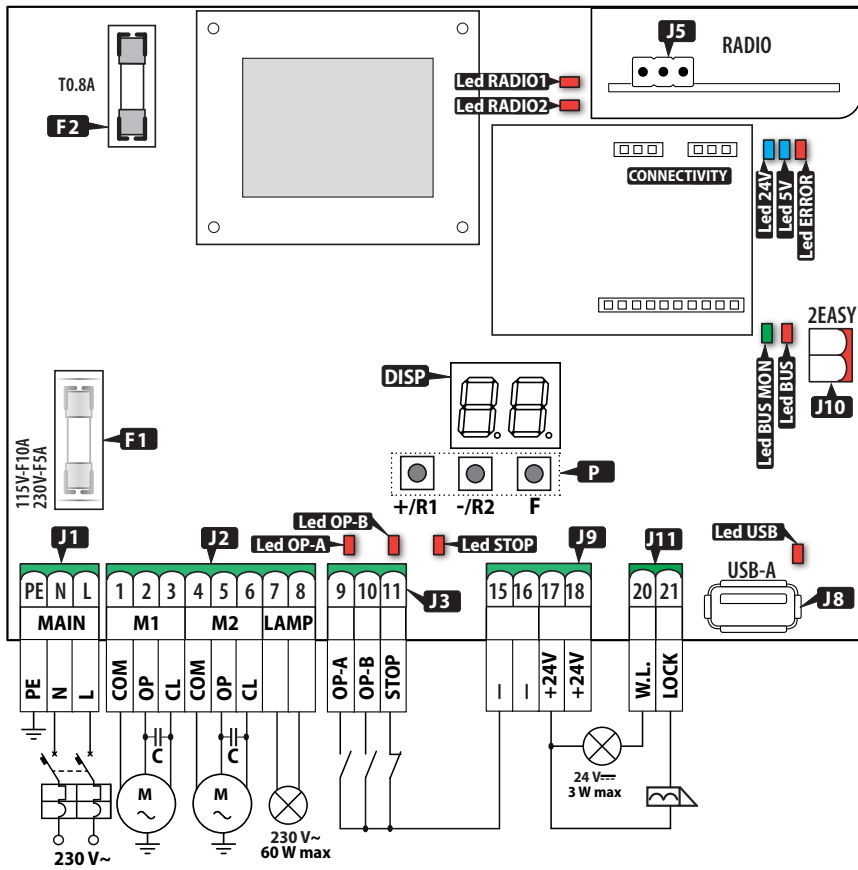 J5
RADIO
T0.8A
F2
Led RADIO1
Led RADIO2
CONNECTIVITY
Led 24V
Led 5V
Led ERROR
2EASY
J10
Led BUS MON
Led BUS
DISP
115V-F10A
230V-F5A
F1
P
+/R1 -/R2 F
Led OP-B
Led OP-A
Led STOP
Led USB
J1
J2
J3
J9
J11
USB-A
J8
PE N L 1 2 3 4 5 6 7 8 9 10 11 15 16 17 18 20 21
MAIN M1 M2 LAMP
PE N L COM OP CL COM OP CL OP-A OP-B STOP – – +24V +24V W.L. LOCK
C C
M M
~ ~
24 V⎓
3 W max
230 V~
60 W max
230 V~